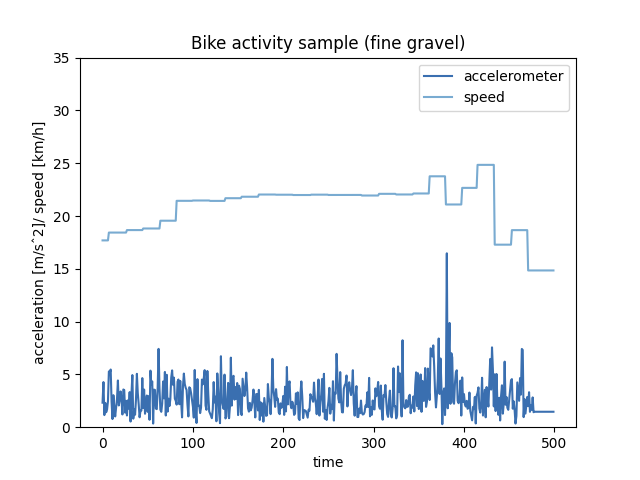 Bike activity sample (fine gravel)
accelerometer
speed
acceleration [m/s^2]/ speed [km/h]
35
30
25
20
15
10
5
0
0 100 200 300 400 500
time